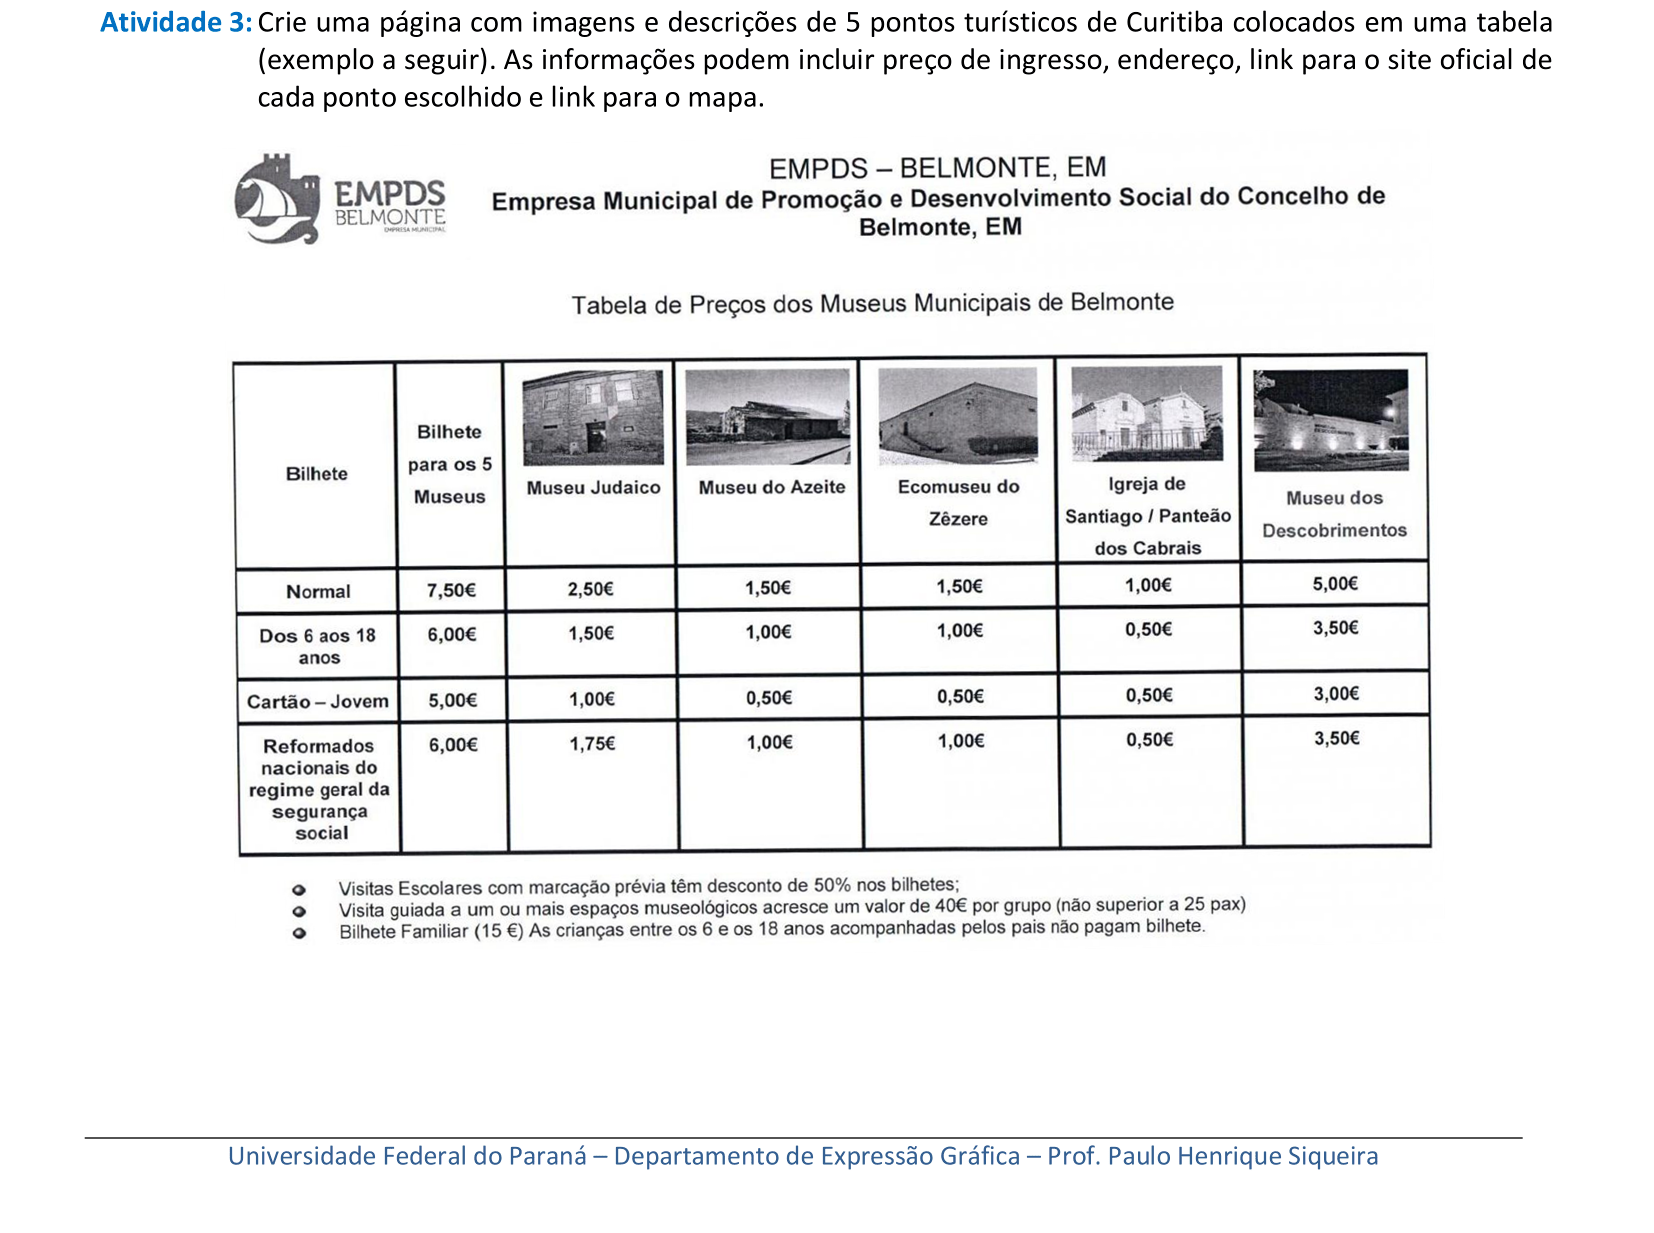 Atividade 3: Crie uma página com imagens e descrições de 5 pontos turísticos de Curitiba colocados em uma tabela
(exemplo a seguir). As informações podem incluir preço de ingresso, endereço, link para o site oficial de
cada ponto escolhido e link para o mapa.
EMPDS
BELMONTE
EMPRESA MUNICIPAL
EMPDS – BELMONTE, EM
Empresa Municipal de Promoção e Desenvolvimento Social do Concelho de
Belmonte, EM
Tabela de Preços dos Museus Municipais de Belmonte
Bilhete
Bilhete
para os 5
Museus
Museu Judaico
Museu do Azeite
Ecomuseu do
Zêzere
Igreja de
Santiago / Panteão
dos Cabrais
Museu dos
Descobrimentos
Normal 7,50€ 2,50€ 1,50€ 1,50€ 1,00€ 5,00€
Dos 6 aos 18 6,00€ 1,50€ 1,00€ 1,00€ 0,50€ 3,50€
anos
Cartão – Jovem 5,00€ 1,00€ 0,50€ 0,50€ 0,50€ 3,00€
Reformados 6,00€ 1,75€ 1,00€ 1,00€ 0,50€ 3,50€
nacionais do
regime geral da
segurança
social
Visitas Escolares com marcação prévia têm desconto de 50% nos bilhetes;
Visita guiada a um ou mais espaços museológicos acresce um valor de 40€ por grupo (não superior a 25 pax)
Bilhete Familiar (15 €) As crianças entre os 6 e os 18 anos acompanhadas pelos pais não pagam bilhete.
Universidade Federal do Paraná – Departamento de Expressão Gráfica – Prof. Paulo Henrique Siqueira